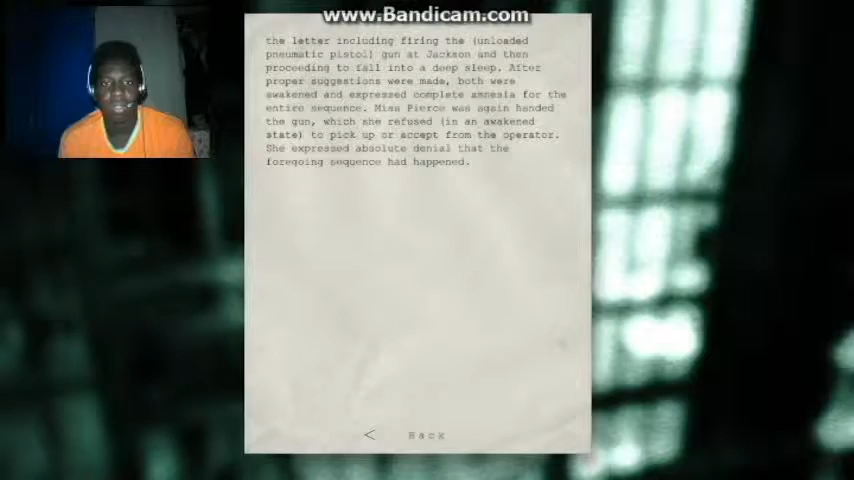 www.Bandicam.com
the letter including firing the (unloaded
pneumatic pistol) gun at Jackson and then
proceeding to fall into a deep sleep. After
proper suggestions were made, both were
awakened and expressed complete amnesia for the
entire sequence. Miss Pierce was again handed
the gun, which she refused (in an awakened
state) to pick up or accept from the operator.
She expressed absolute denial that the
foregoing sequence had happened.
< Back